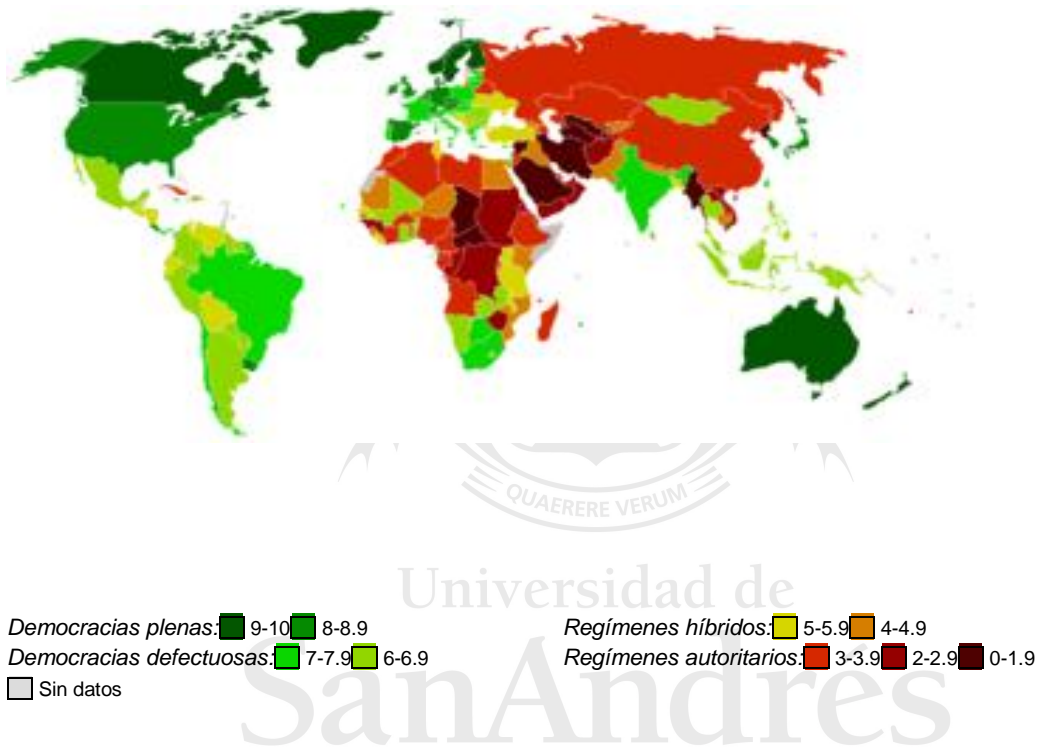 QUAERERE VERUM
Universidad de
SanAndrés
Democracias plenas: 9-10 8-8.9
Regímenes híbridos: 5-5.9 4-4.9
Democracias defectuosas: 7-7.9 6-6.9
Regímenes autoritarios: 3-3.9 2-2.9 0-1.9
Sin datos